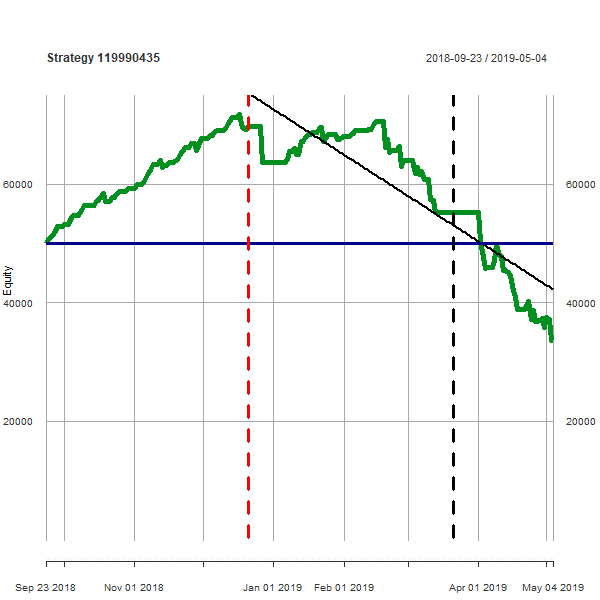 Strategy 119990435
2018-09-23 / 2019-05-04
60000
60000
Equity
40000
40000
20000
20000
Sep 23 2018
Nov 01 2018
Jan 01 2019
Feb 01 2019
Apr 01 2019
May 04 2019